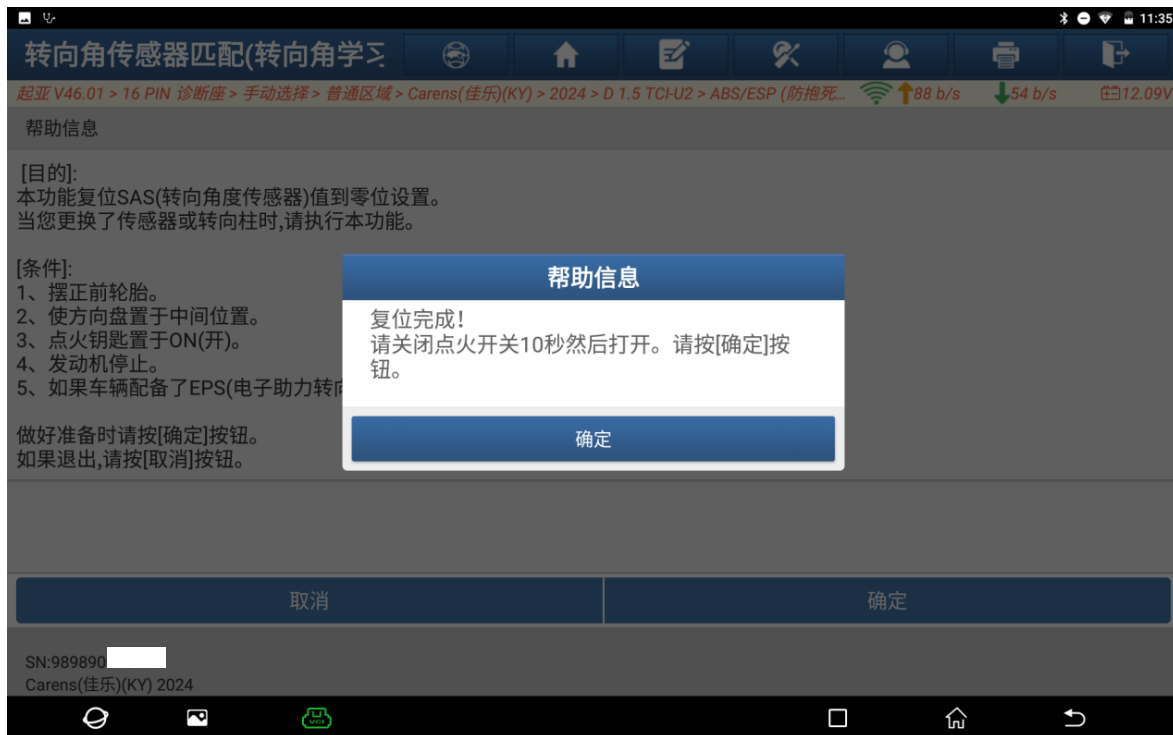 11:35
转向角传感器匹配(转向角学习
起亚 V46.01 > 16 PIN 诊断座 > 手动选择 > 普通区域 > Carens(佳乐)(KY) > 2024 > D 1.5 TCI-U2 > ABS/ESP (防抱死... 88 b/s 54 b/s 12.09V
帮助信息
[目的]:
本功能复位SAS(转向角度传感器)值到零位设置。
当您更换了传感器或转向柱时,请执行本功能。
[条件]:
1、摆正前轮胎。
2、使方向盘置于中间位置。
3、点火钥匙置于ON(开)。
4、发动机停止。
5、如果车辆配备了EPS(电子助力转向
做好准备时请按[确定]按钮。
如果退出,请按[取消]按钮。
帮助信息
复位完成!
请关闭点火开关10秒然后打开。请按[确定]按
钮。
确定
取消 确定
SN:989890
Carens(佳乐)(KY) 2024
VCI